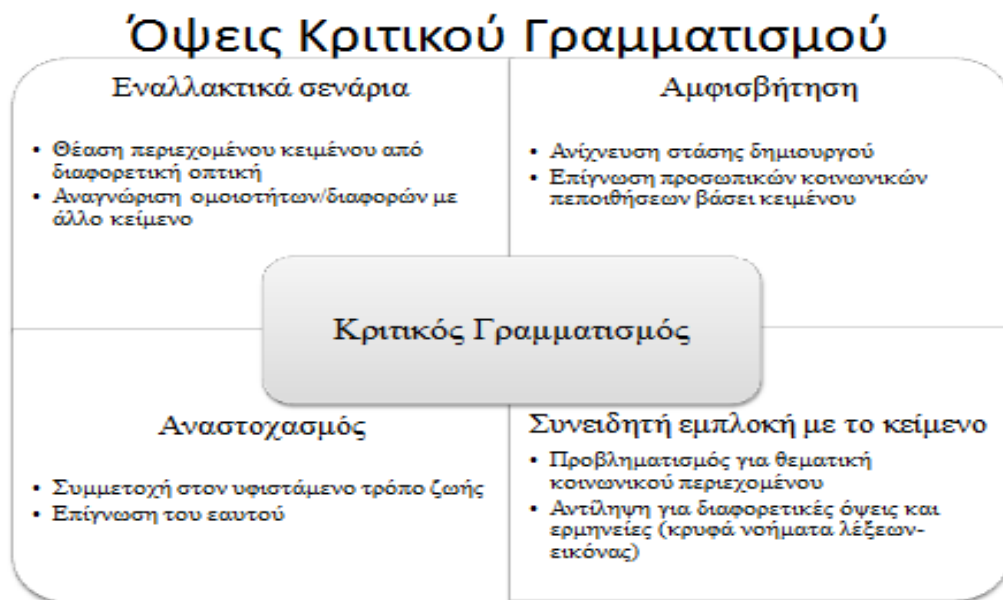 Όψεις Κριτικού Γραμματισμού
Εναλλακτικά σενάρια
• Θέαση περιεχομένου κειμένου από
διαφορετική οπτική
• Αναγνώριση ομοιοτήτων/διαφορών με
άλλο κείμενο
Αμφισβήτηση
• Ανίχνευση στάσης δημιουργού
• Επίγνωση προσωπικών κοινωνικών
πεποιθήσεων βάσει κειμένου
Κριτικός Γραμματισμός
Αναστοχασμός
• Συμμετοχή στον υφιστάμενο τρόπο ζωής
• Επίγνωση του εαυτού
Συνειδητή εμπλοκή με το κείμενο
• Προβληματισμός για θεματική
κοινωνικού περιεχομένου
• Αντίληψη για διαφορετικές όψεις και
ερμηνείες (κρυφά νοήματα λέξεων-
εικόνας)